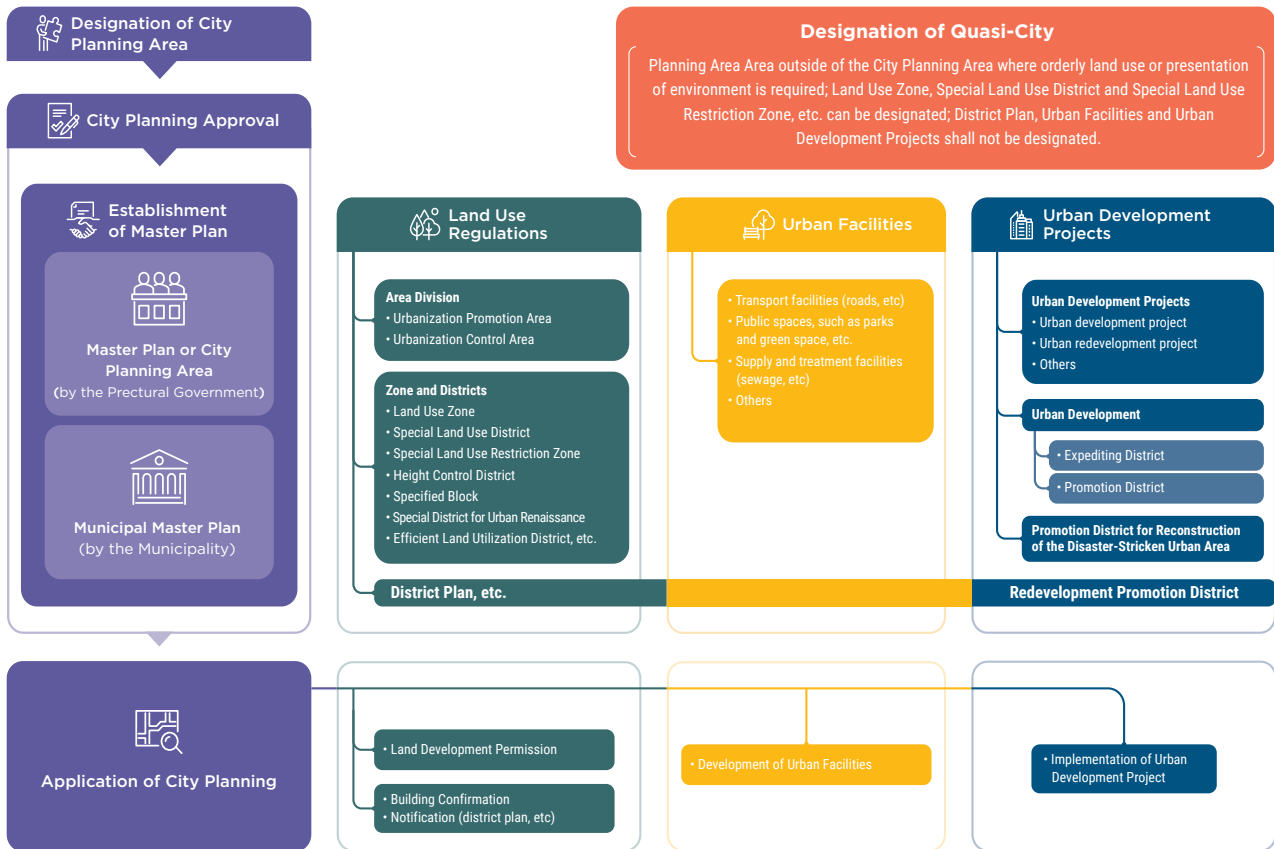 Designation of City
Planning Area
Designation of Quasi-City
Planning Area Area outside of the City Planning Area where orderly land use or presentation
of environment is required; Land Use Zone, Special Land Use District and Special Land Use
Restriction Zone, etc. can be designated; District Plan, Urban Facilities and Urban
Development Projects shall not be designated.
City Planning Approval
Establishment
of Master Plan
Master Plan or City
Planning Area
(by the Prectural Government)
Municipal Master Plan
(by the Municipality)
Land Use
Regulations
Area Division
• Urbanization Promotion Area
• Urbanization Control Area
Zone and Districts
• Land Use Zone
• Special Land Use District
• Special Land Use Restriction Zone
• Height Control District
• Specified Block
• Special District for Urban Renaissance
• Efficient Land Utilization District, etc.
District Plan, etc.
Urban Facilities
• Transport facilities (roads, etc)
• Public spaces, such as parks
and green space, etc.
• Supply and treatment facilities
(sewage, etc)
• Others
Urban Development
Projects
Urban Development Projects
• Urban development project
• Urban redevelopment project
• Others
Urban Development
• Expediting District
• Promotion District
Promotion District for Reconstruction
of the Disaster-Stricken Urban Area
Redevelopment Promotion District
Application of City Planning
• Land Development Permission
• Building Confirmation
• Notification (district plan, etc)
• Development of Urban Facilities
• Implementation of Urban
Development Project